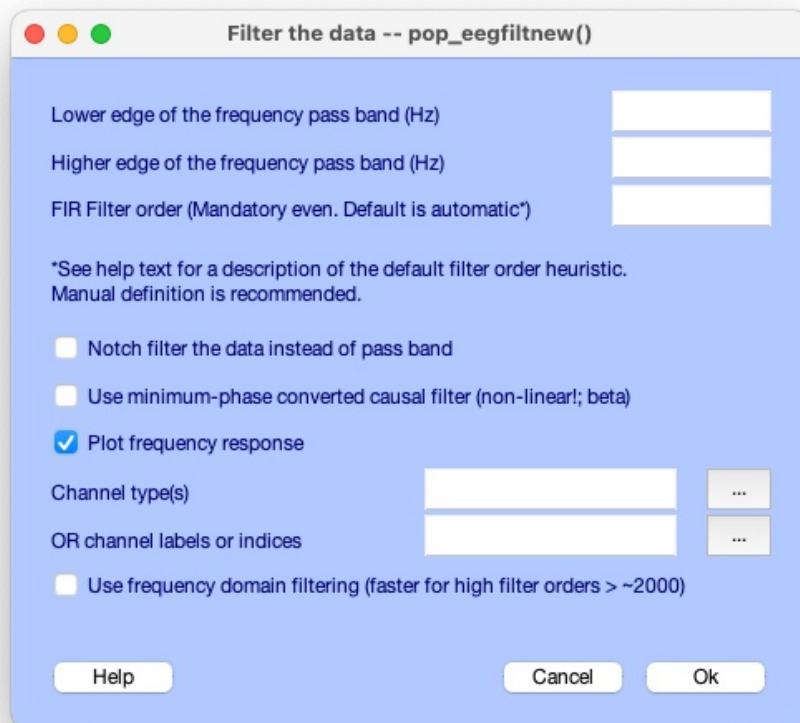 Filter the data -- pop_eegfiltnew()
Lower edge of the frequency pass band (Hz)
Higher edge of the frequency pass band (Hz)
FIR Filter order (Mandatory even. Default is automatic*)
*See help text for a description of the default filter order heuristic.
Manual definition is recommended.
Notch filter the data instead of pass band
Use minimum-phase converted causal filter (non-linear!; beta)
Plot frequency response
Channel type(s) ...
OR channel labels or indices ...
Use frequency domain filtering (faster for high filter orders > ~2000)
Help Cancel Ok